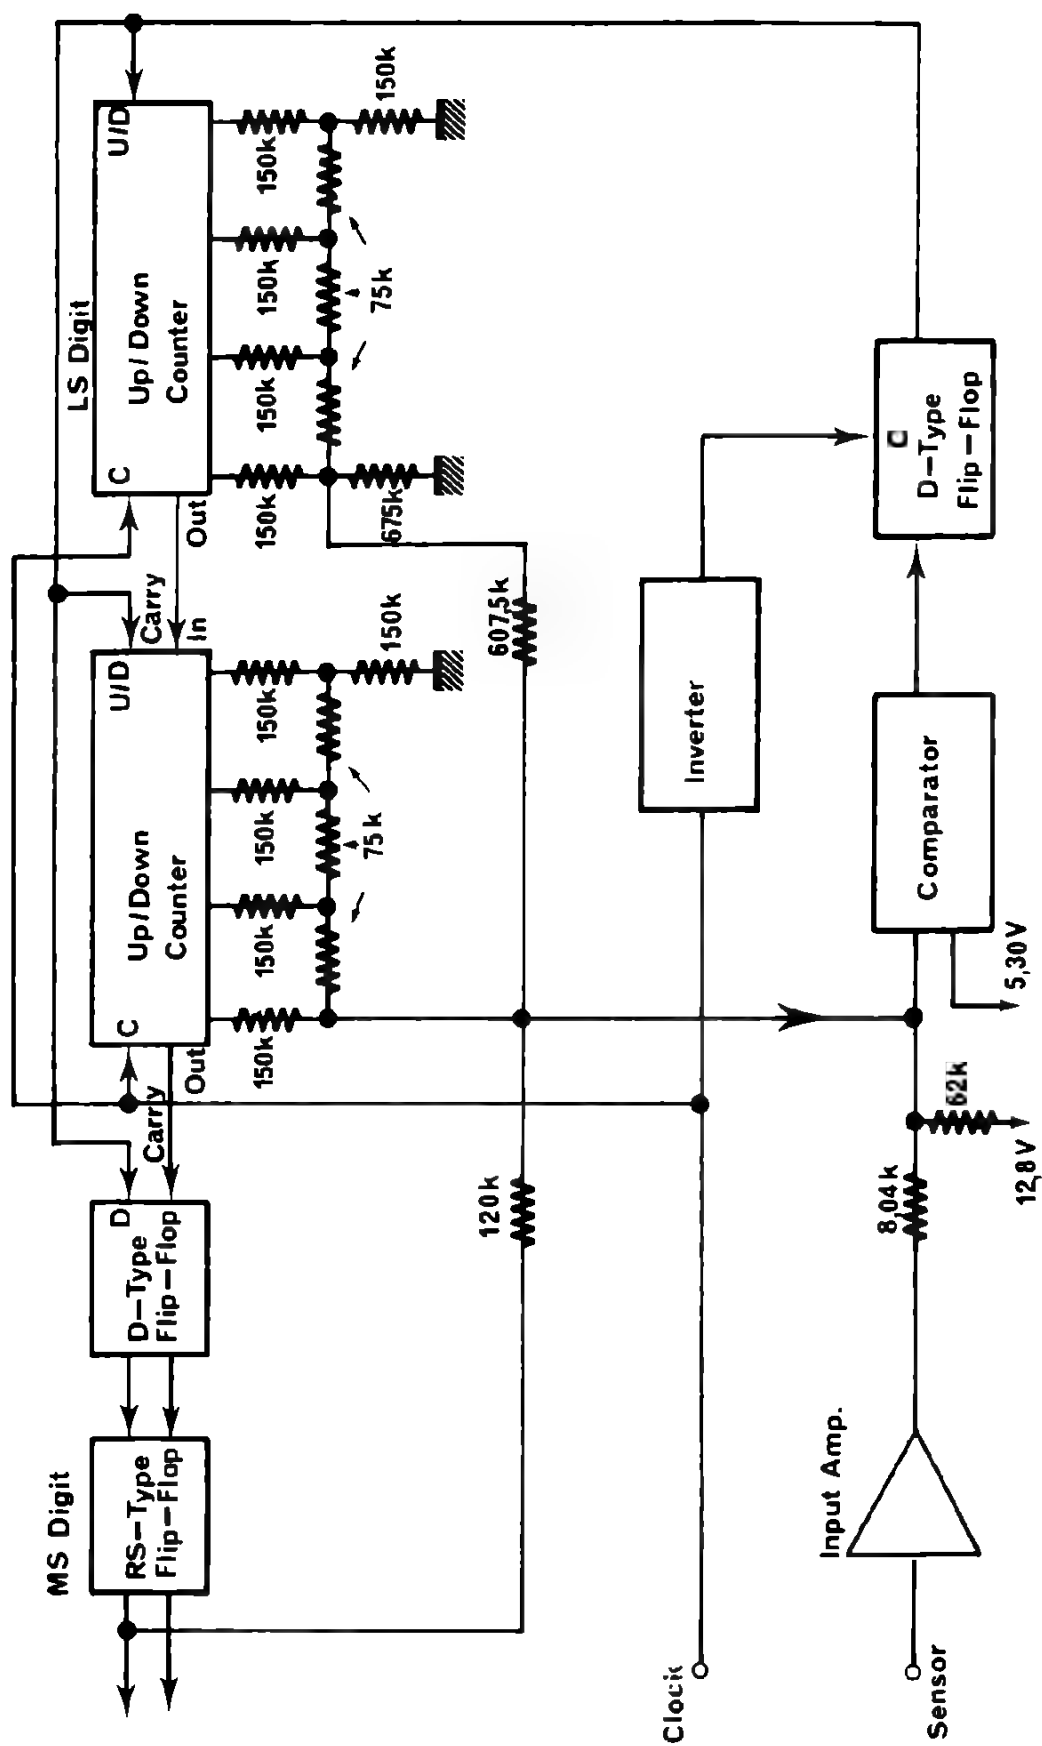 MS Digit
RS-Type
Flip-Flop
D
D-Type
Flip-Flop
Carry
Out
C
Up/Down
Counter
U/D
Carry
In
Out
LS Digit
C
Up/Down
Counter
U/D
150k
150k
150k
150k
75k
150k
150k
150k
150k
150k
675k
75k
150k
120k
607,5k
Clock
Inverter
C
D-Type
Flip-Flop
Input Amp.
Sensor
8,04k
62k
12,8V
Comparator
5,30V